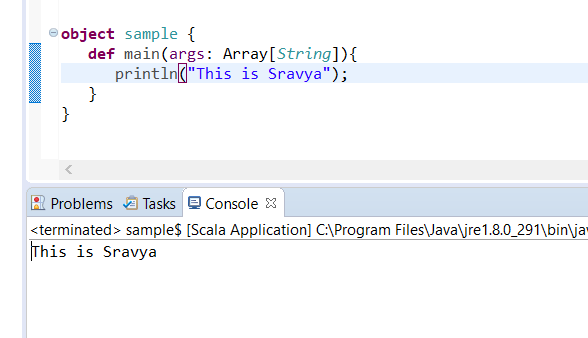 object sample {
def main(args: Array[String]){
println("This is Sravya");
}
}
Problems Tasks Console
<terminated> sample$ [Scala Application] C:\Program Files\Java\jre1.8.0_291\bin\jav
This is Sravya